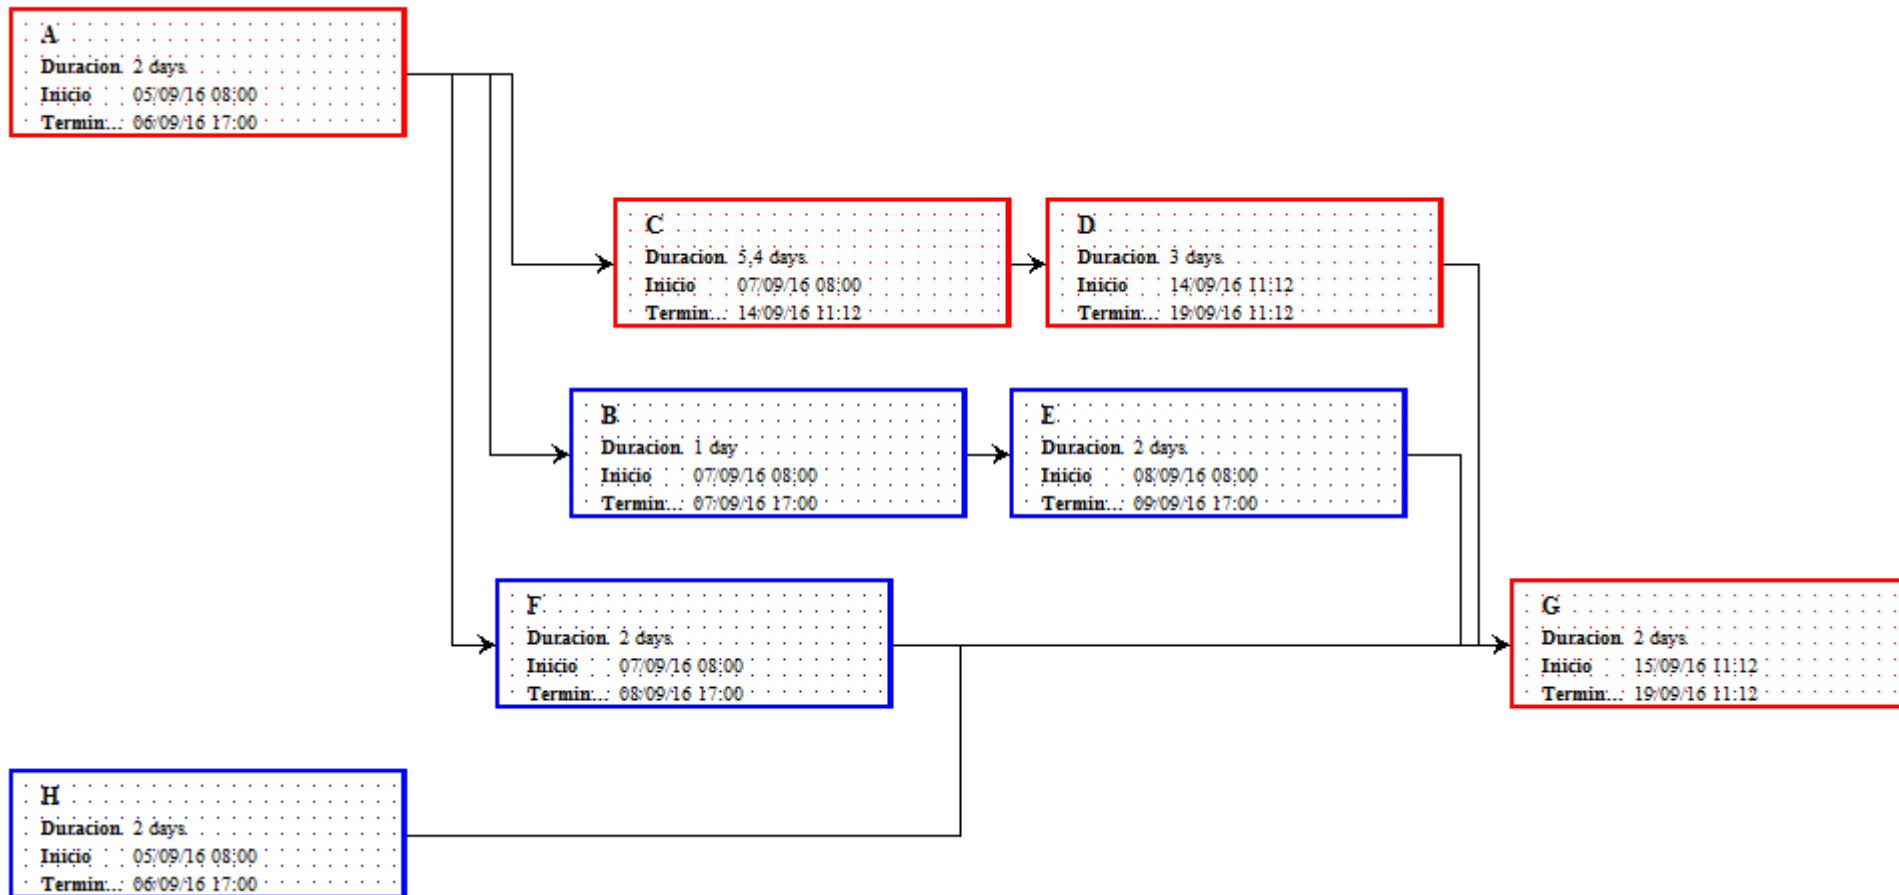 A
Duracion 2 days
Inicio 05/09/16 08:00
Termin... 06/09/16 17:00
C
Duracion 5,4 days
Inicio 07/09/16 08:00
Termin... 14/09/16 11:12
D
Duracion 3 days
Inicio 14/09/16 11:12
Termin... 19/09/16 11:12
B
Duracion 1 day
Inicio 07/09/16 08:00
Termin... 07/09/16 17:00
E
Duracion 2 days
Inicio 08/09/16 08:00
Termin... 09/09/16 17:00
F
Duracion 2 days
Inicio 07/09/16 08:00
Termin... 08/09/16 17:00
G
Duracion 2 days
Inicio 15/09/16 11:12
Termin... 19/09/16 11:12
H
Duracion 2 days
Inicio 05/09/16 08:00
Termin... 06/09/16 17:00